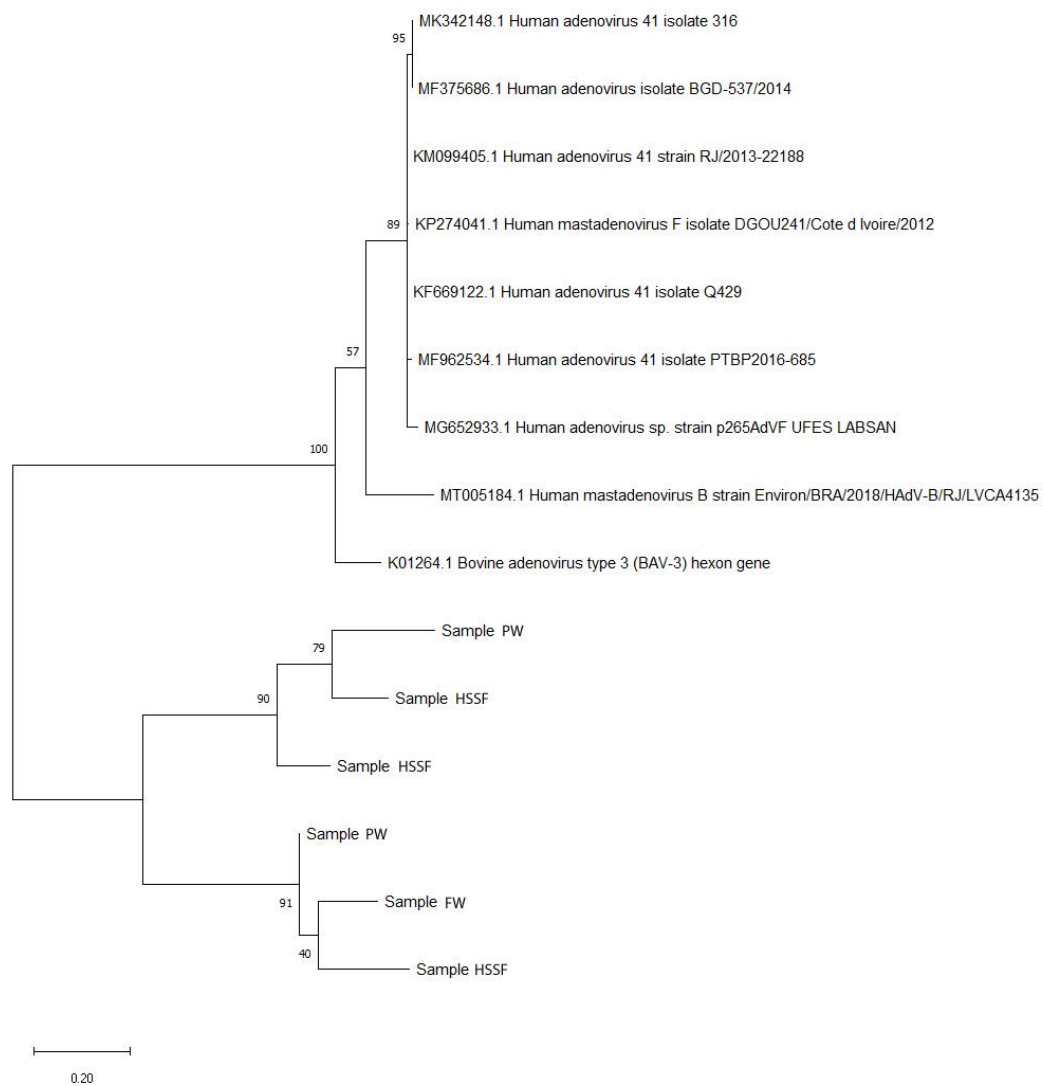 MK342148.1 Human adenovirus 41 isolate 316
95
MF375686.1 Human adenovirus isolate BGD-537/2014
KM099405.1 Human adenovirus 41 strain RJ/2013-22188
89
KP274041.1 Human mastadenovirus F isolate DGOU241/Cote d Ivoire/2012
KF669122.1 Human adenovirus 41 isolate Q429
57
MF962534.1 Human adenovirus 41 isolate PTBP2016-685
MG652933.1 Human adenovirus sp. strain p265AdVF UFES LABSAN
100
MT005184.1 Human mastadenovirus B strain Environ/BRA/2018/HAdV-B/RJ/LVCA4135
K01264.1 Bovine adenovirus type 3 (BAV-3) hexon gene
Sample PW
79
Sample HSSF
90
Sample HSSF
Sample PW
91
Sample FW
40
Sample HSSF
0.20